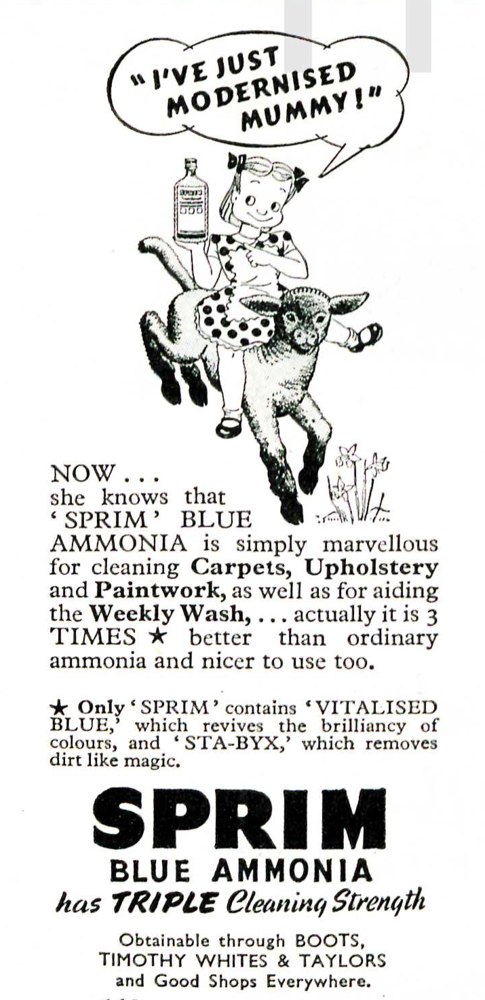 "I'VE JUST
MODERNISED
MUMMY!"
SPRIM
NOW...
she knows that
'SPRIM' BLUE
AMMONIA is simply marvellous
for cleaning Carpets, Upholstery
and Paintwork, as well as for aiding
the Weekly Wash, ... actually it is 3
TIMES ★ better than ordinary
ammonia and nicer to use too.
★ Only 'SPRIM' contains 'VITALISED
BLUE,' which revives the brilliancy of
colours, and 'STA-BYX,' which removes
dirt like magic.
SPRIM
BLUE AMMONIA
has TRIPLE Cleaning Strength
Obtainable through BOOTS,
TIMOTHY WHITES & TAYLORS
and Good Shops Everywhere.